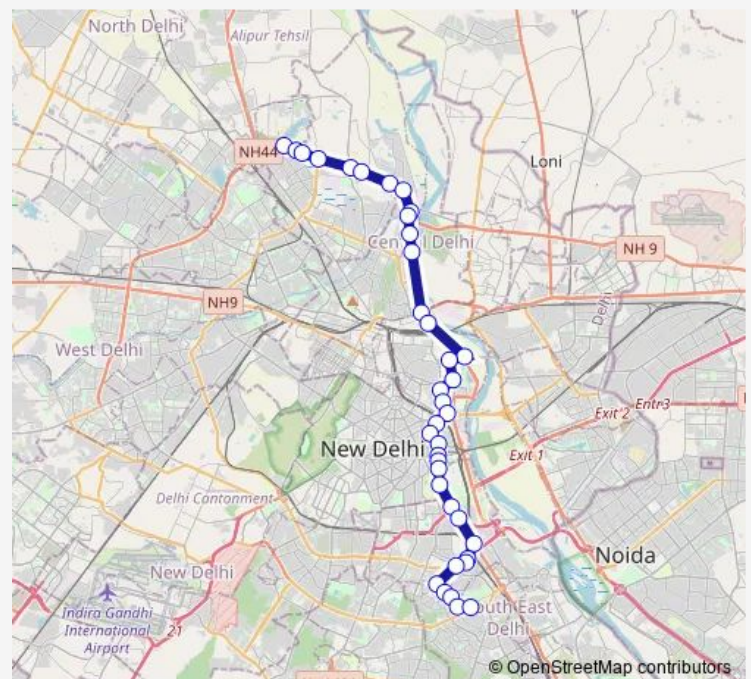 North Delhi
Alipur Tehsil
NH44
Loni
Central Delhi
NH 9
NH9
Delhi
West Delhi
Entr3
Exit 2
New Delhi
Exit 1
Delhi Cantonment
Noida
New Delhi
Indira Gandhi
International
Airport
21
South East
Delhi
© OpenStreetMap contributors